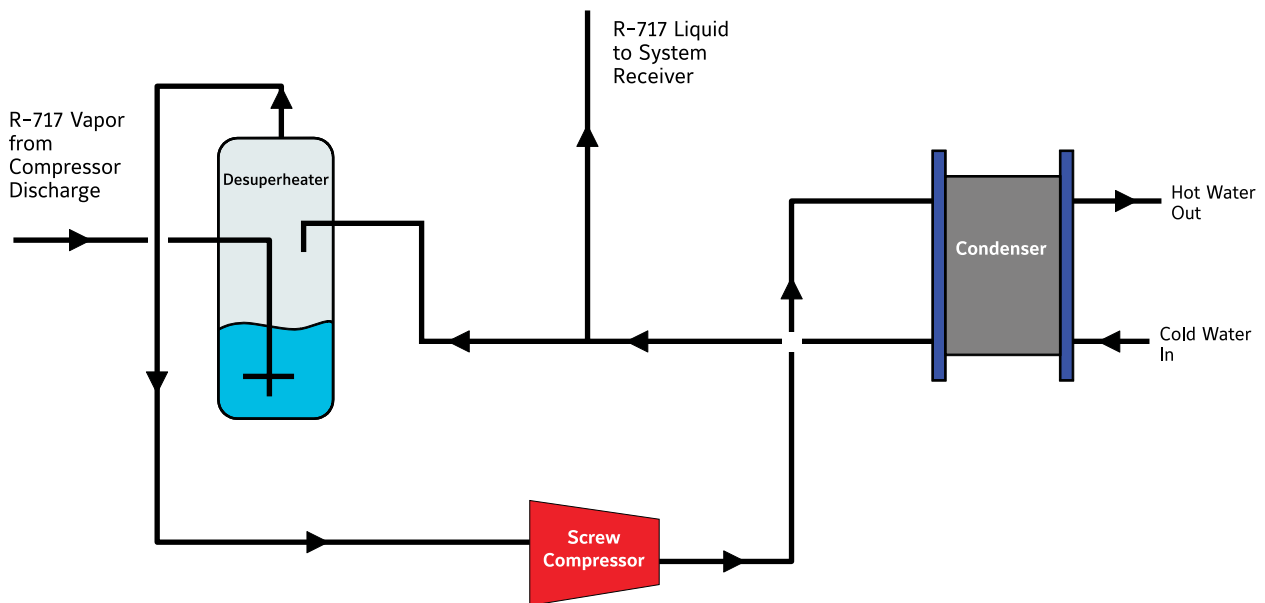 R-717 Liquid
to System
Receiver
R-717 Vapor
from
Compressor
Discharge
Desuperheater
Hot Water
Out
Condenser
Cold Water
In
Screw
Compressor